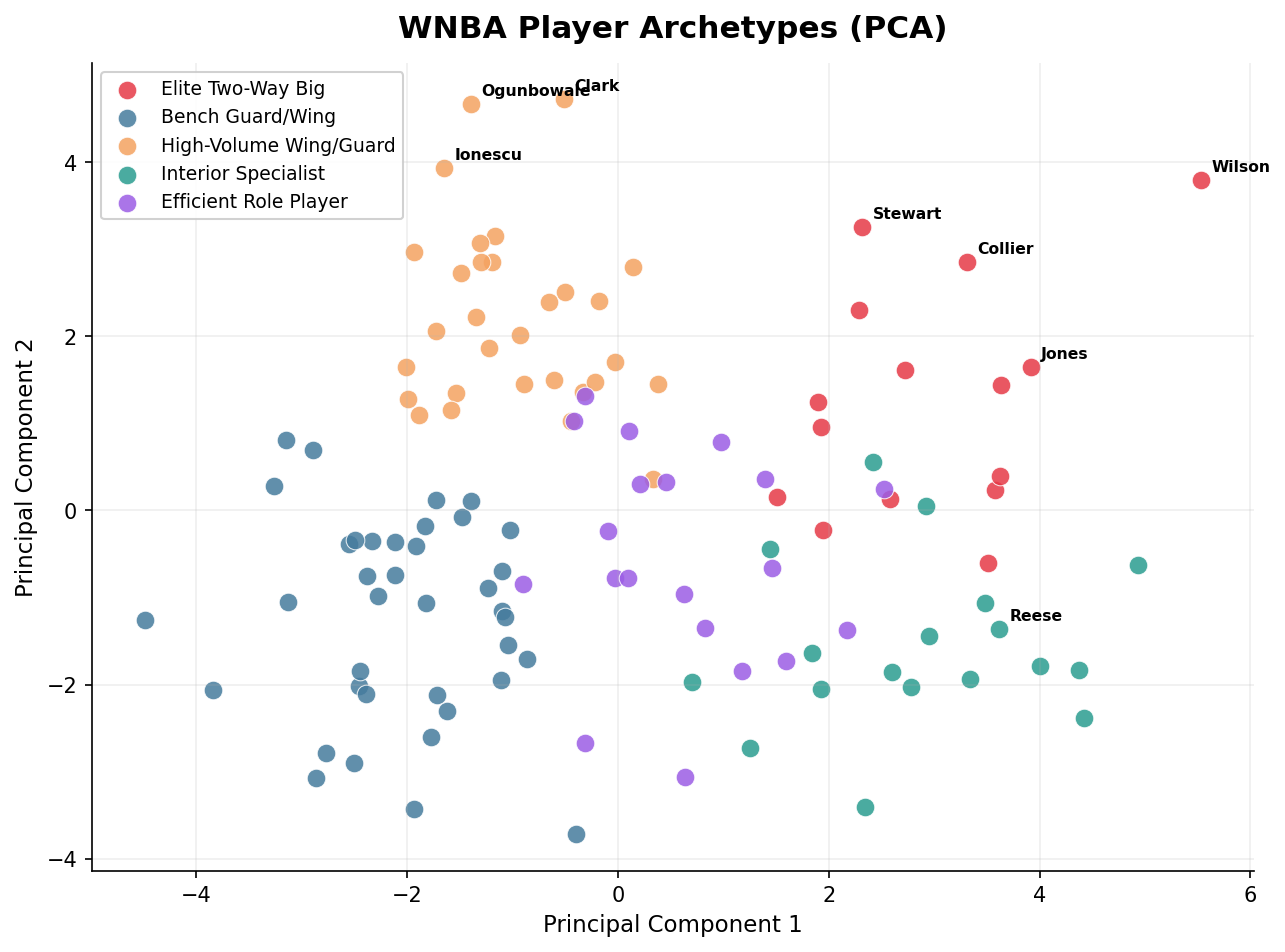 WNBA Player Archetypes (PCA)
Elite Two-Way Big
Bench Guard/Wing
High-Volume Wing/Guard
Interior Specialist
Efficient Role Player
Clark
Ogunbowale
Ionescu
Wilson
Stewart
Collier
Jones
Reese
Principal Component 2
4
2
0
−2
−4
−4 −2 0 2 4 6
Principal Component 1